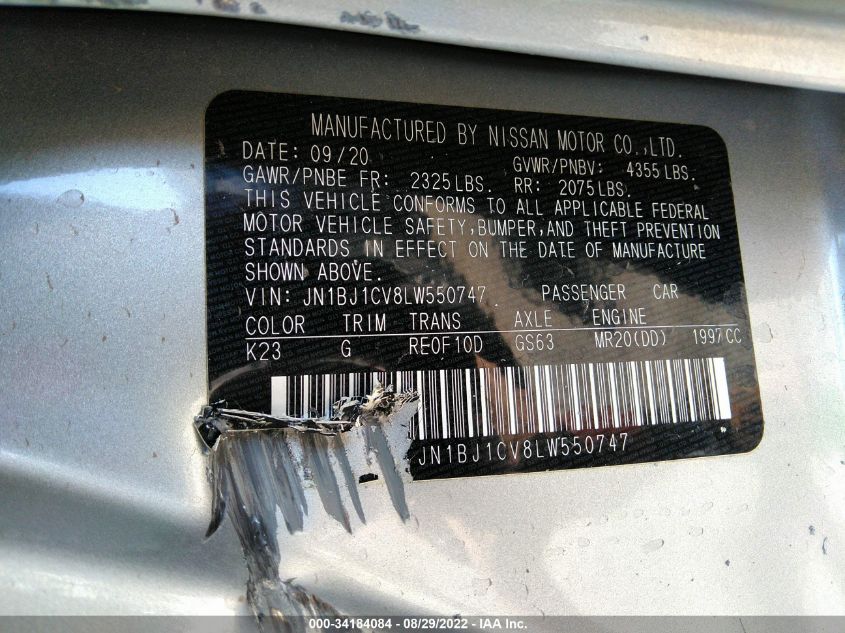 MANUFACTURED BY NISSAN MOTOR CO.,LTD.
DATE: 09/20 GVWR/PNBV: 4355 LBS.
GAWR/PNBE FR: 2325 LBS. RR: 2075 LBS.
THIS VEHICLE CONFORMS TO ALL APPLICABLE FEDERAL
MOTOR VEHICLE SAFETY, BUMPER, AND THEFT PREVENTION
STANDARDS IN EFFECT ON THE DATE OF MANUFACTURE
SHOWN ABOVE.
VIN: JN1BJ1CV8LW550747 PASSENGER CAR
COLOR TRIM TRANS AXLE ENGINE
K23 G RE0F10D GS63 MR20(DD) 1997CC
JN1BJ1CV8LW550747
000-34184084 - 08/29/2022 - IAA Inc.